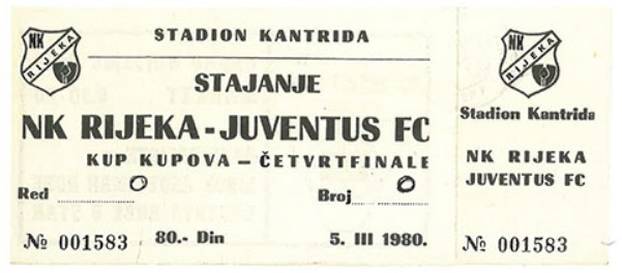 NK
RIJEKA
STADION KANTRIDA
STAJANJE
NK RIJEKA - JUVENTUS FC
KUP KUPOVA — ČETVRTFINALE
Red 0 Broj 0
№ 001583 80.- Din 5. III 1980.
NK
RIJEKA
Stadion Kantrida
NK RIJEKA
JUVENTUS FC
№ 001583